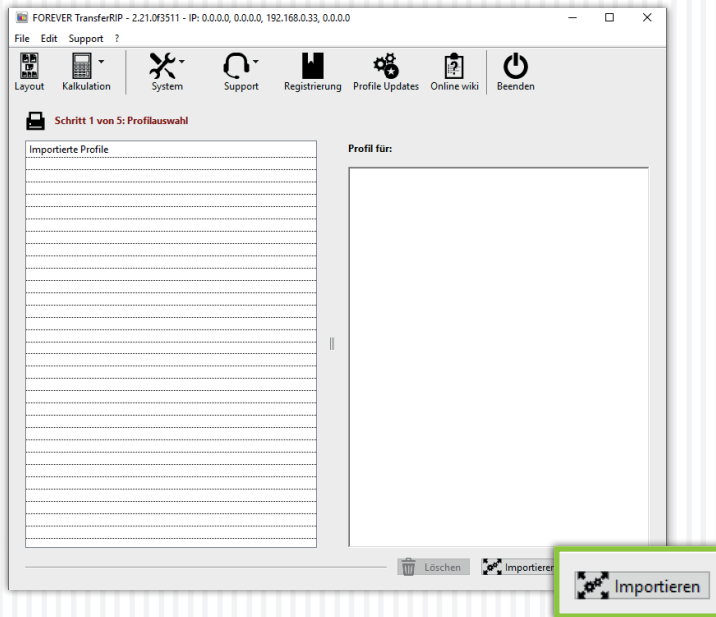 FOREVER TransferRIP - 2.21.0f3511 - IP: 0.0.0.0, 0.0.0.0, 192.168.0.33, 0.0.0.0
File Edit Support ?
Layout Kalkulation System Support Registrierung Profile Updates Online wiki Beenden
Schritt 1 von 5: Profilauswahl
Importierte Profile
Profil für:
Löschen Importieren
Importieren